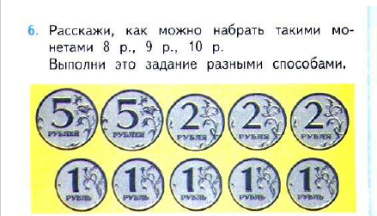 6. Расскажи, как можно набрать такими мо-
нетами 8 р., 9 р., 10 р.
Выполни это задание разными способами.
5 5 2 2 2
РУБЛЕЙ РУБЛЕЙ РУБЛЯ РУБЛЯ РУБЛЯ
1 1 1 1 1
РУБЛЬ РУБЛЬ РУБЛЬ РУБЛЬ РУБЛЬ